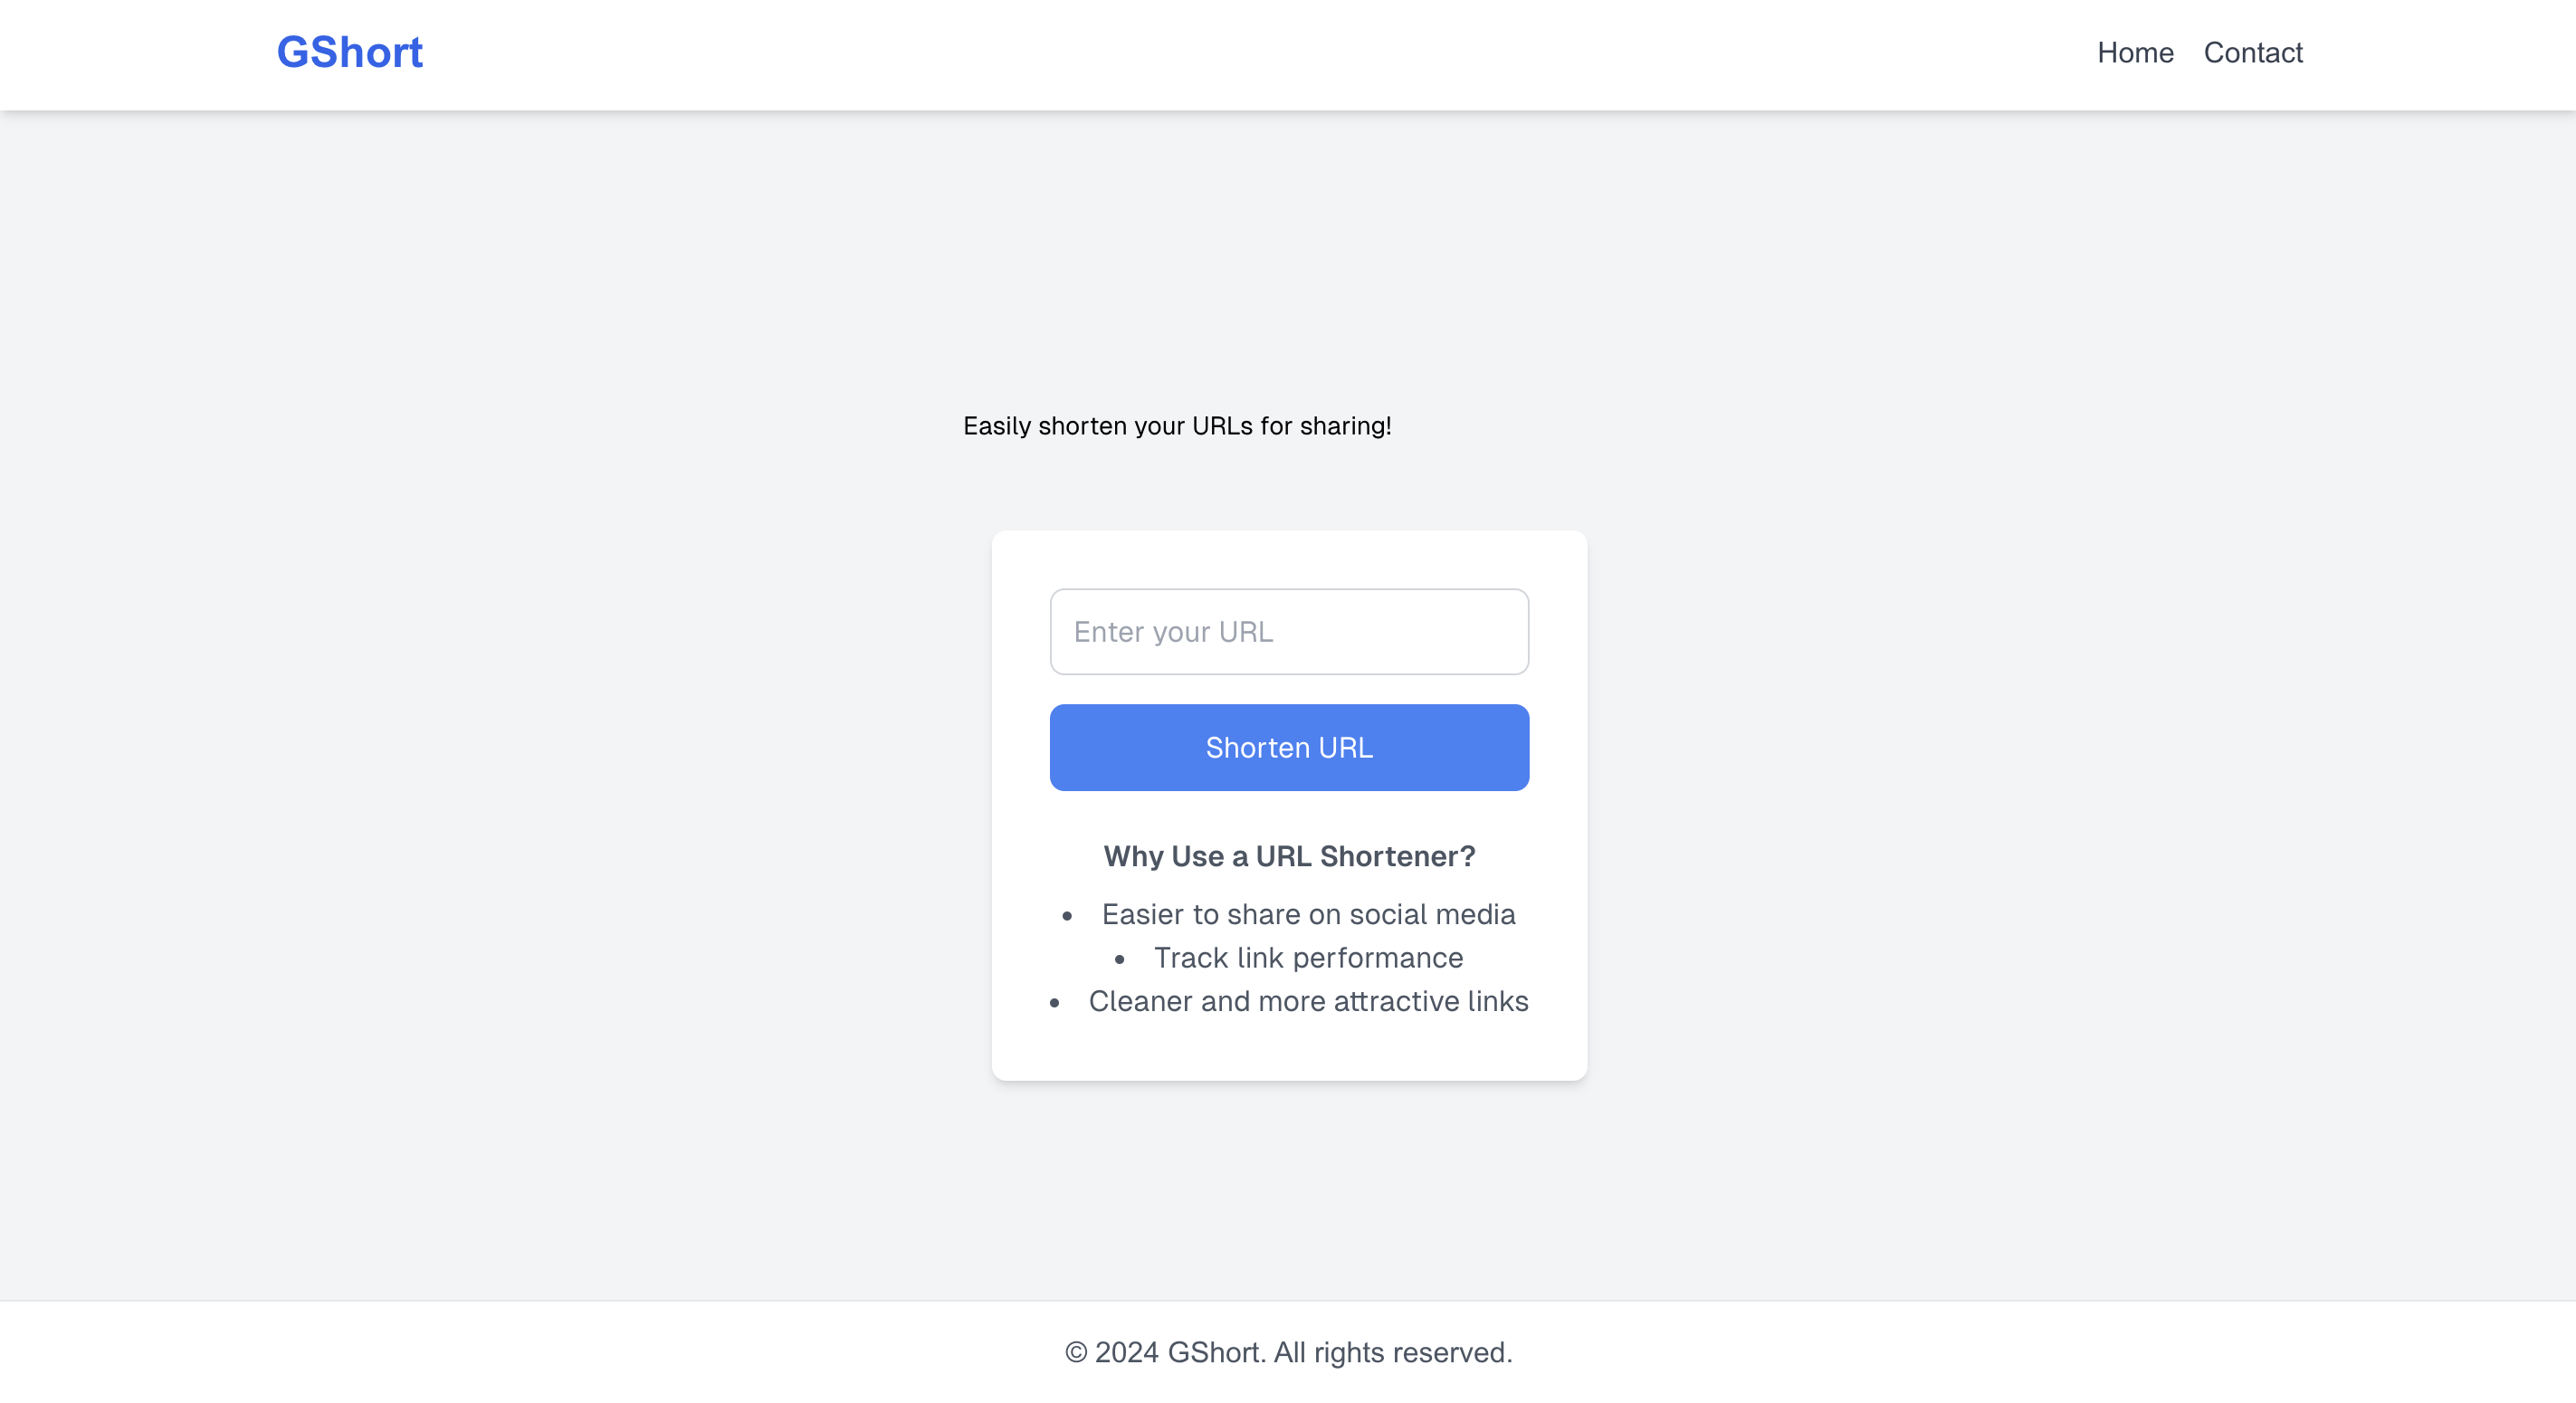 GShort
Home Contact
Easily shorten your URLs for sharing!
Enter your URL
Shorten URL
Why Use a URL Shortener?
• Easier to share on social media
• Track link performance
• Cleaner and more attractive links
© 2024 GShort. All rights reserved.